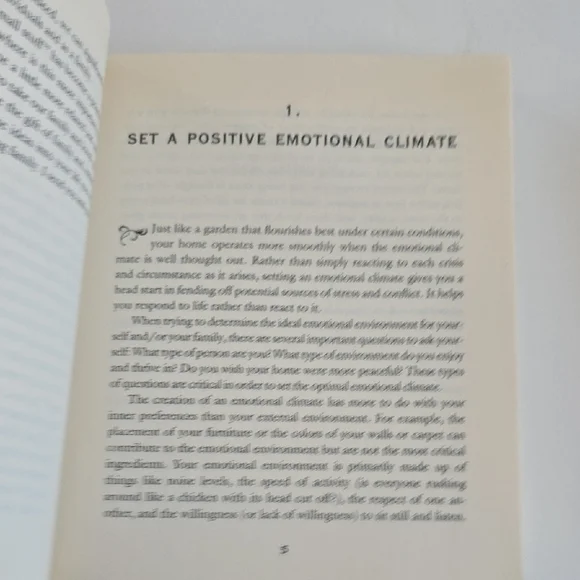 1.
SET A POSITIVE EMOTIONAL CLIMATE
Just like a garden that flourishes best under certain conditions,
your home operates more smoothly when the emotional cli-
mate is well thought out. Rather than simply reacting to each crisis
and circumstance as it arises, setting an emotional climate gives you a
head start in fending off potential sources of stress and conflict. It helps
you respond to life rather than react to it.
When trying to determine the ideal emotional environment for your-
self and/or your family, there are several important questions to ask your-
self: What type of person are you? What type of environment do you enjoy
and thrive in? Do you wish your home were more peaceful? These types
of questions are critical in order to set the optimal emotional climate.
The creation of an emotional climate has more to do with your
inner preferences than your external environment. For example, the
placement of your furniture or the colors of your walls or carpet can
contribute to the emotional environment but are not the most critical
ingredients. Your emotional environment is primarily made up of
things like noise levels, the speed of activity (is everyone rushing
around like a chicken with its head cut off?), the respect of one an-
other, and the willingness (or lack of willingness) to sit still and listen.
5